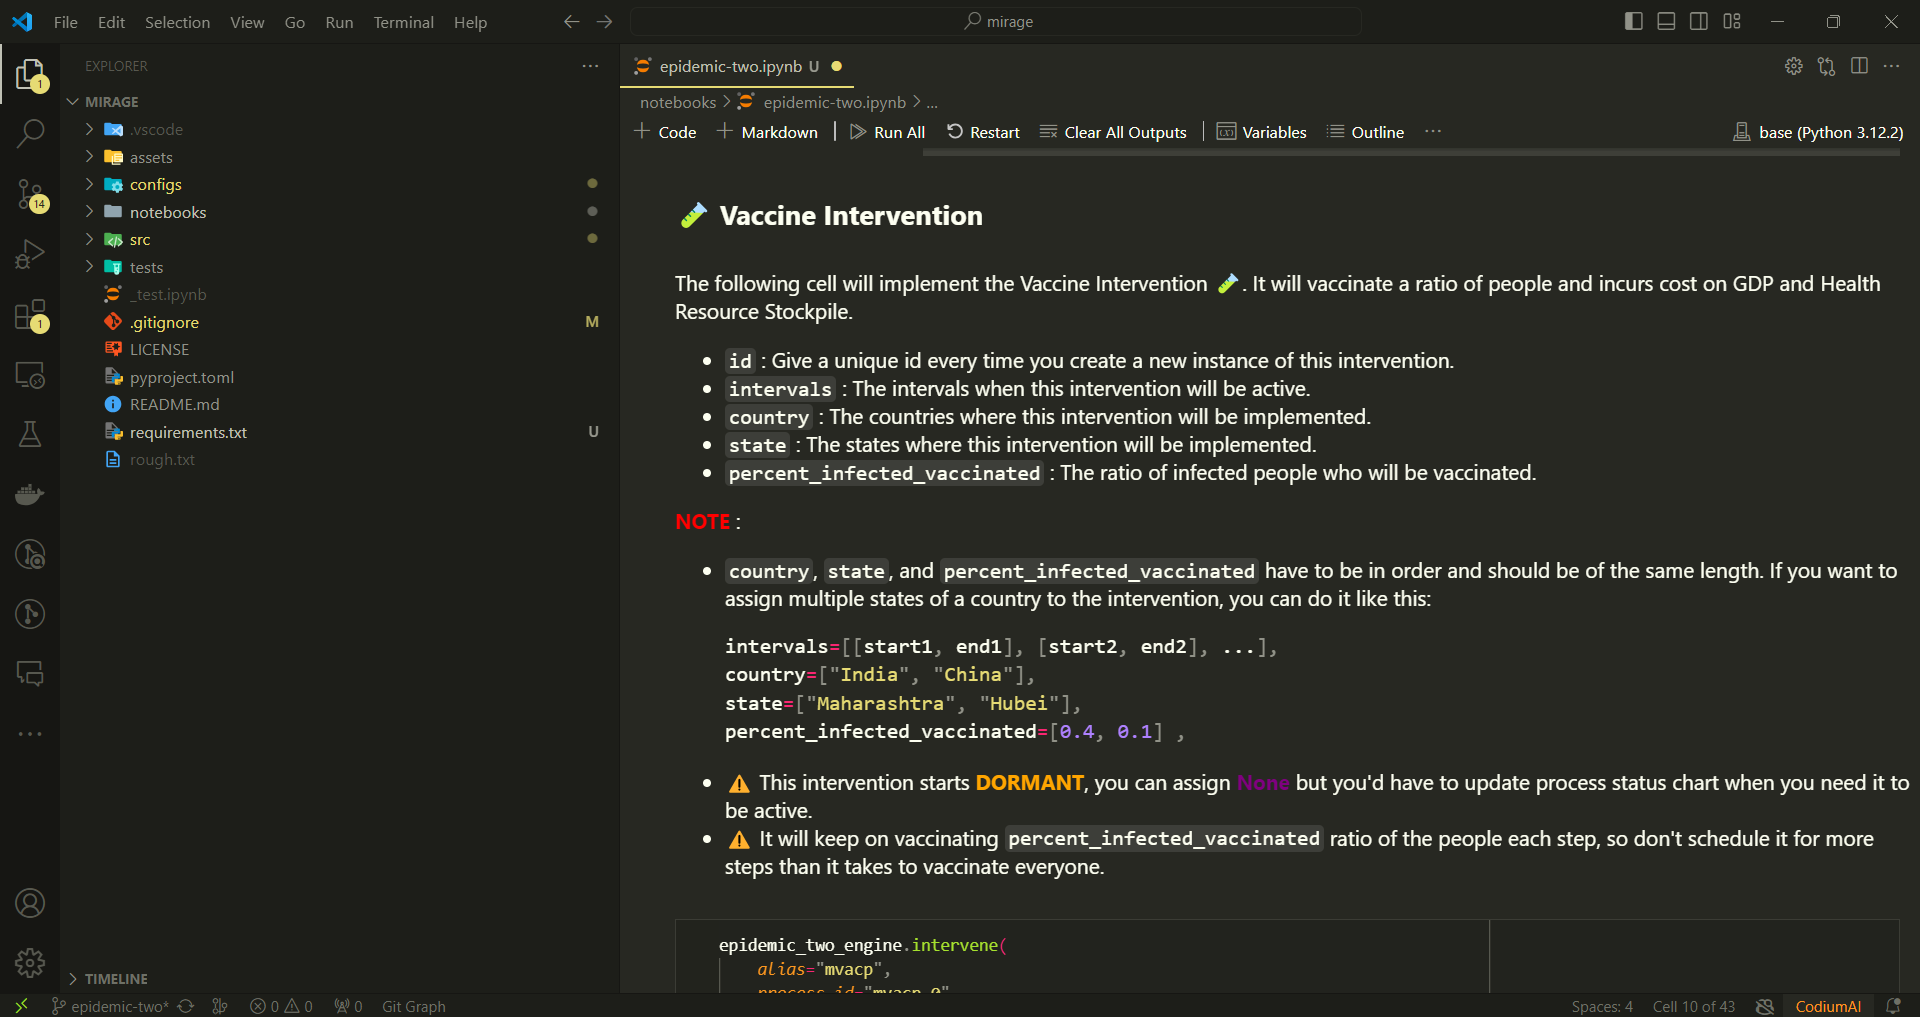 File Edit Selection View Go Run Terminal Help
mirage
EXPLORER
MIRAGE
.vscode
assets
configs
notebooks
src
tests
_test.ipynb
.gitignore M
LICENSE
pyproject.toml
README.md
requirements.txt U
rough.txt
TIMELINE
1
14
1
epidemic-two.ipynb U
notebooks > epidemic-two.ipynb > ...
+ Code + Markdown | Run All Restart Clear All Outputs | Variables Outline ... base (Python 3.12.2)
Vaccine Intervention
The following cell will implement the Vaccine Intervention . It will vaccinate a ratio of people and incurs cost on GDP and Health
Resource Stockpile.
• id : Give a unique id every time you create a new instance of this intervention.
• intervals : The intervals when this intervention will be active.
• country : The countries where this intervention will be implemented.
• state : The states where this intervention will be implemented.
• percent_infected_vaccinated : The ratio of infected people who will be vaccinated.
NOTE :
• country, state, and percent_infected_vaccinated have to be in order and should be of the same length. If you want to
assign multiple states of a country to the intervention, you can do it like this:
intervals=[[start1, end1], [start2, end2], ...],
country=["India", "China"],
state=["Maharashtra", "Hubei"],
percent_infected_vaccinated=[0.4, 0.1] ,
• ⚠ This intervention starts DORMANT, you can assign None but you'd have to update process status chart when you need it to
be active.
• ⚠ It will keep on vaccinating percent_infected_vaccinated ratio of the people each step, so don't schedule it for more
steps than it takes to vaccinate everyone.
epidemic_two_engine.intervene(
alias="mvacp",
process_id="mvacp_0"
epidemic-two* 0 0 0 Git Graph
Spaces: 4 Cell 10 of 43 CodiumAI